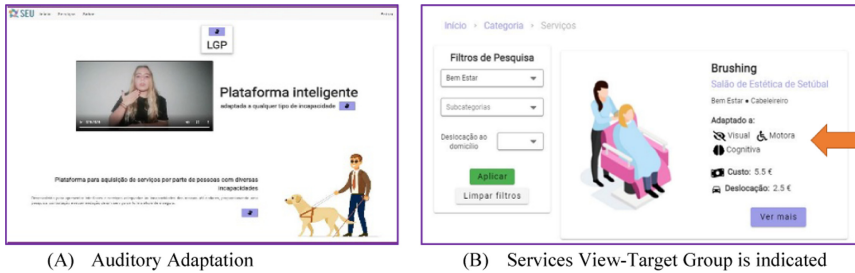 SEU
LGP
Plataforma inteligente
adaptada a qualquer tipo de incapacidade
Plataforma para aquisição de serviços por parte de pessoas com diversas
incapacidades
(A) Auditory Adaptation
Início • Categoria • Serviços
Filtros de Pesquisa
Bem Estar
Subcategorias
Deslocação ao
domicílio
Aplicar
Limpar filtros
Brushing
Salão de Estética de Setúbal
Bem Estar ● Cabeleireiro
Adaptado a:
Visual Motora
Cognitiva
Custo: 5.5 €
Deslocação: 2.5 €
Ver mais
(B) Services View-Target Group is indicated